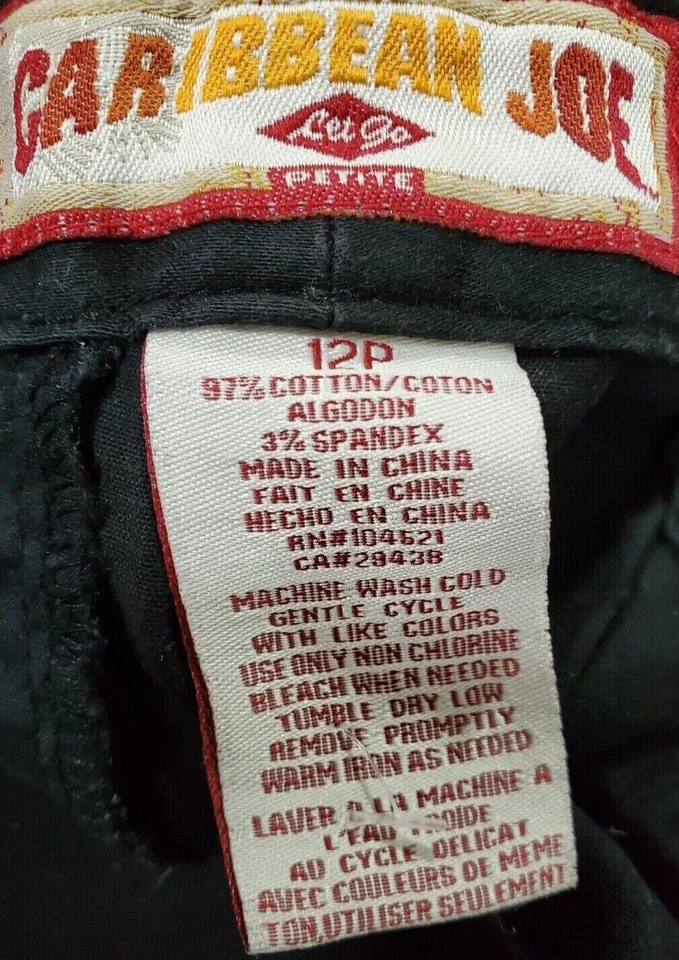 CARIBBEAN JOE
Let Go
PETITE
12P
97% COTTON/COTON
ALGODON
3% SPANDEX
MADE IN CHINA
FAIT EN CHINE
HECHO EN CHINA
RN#104521
CA#29438
MACHINE WASH COLD
GENTLE CYCLE
WITH LIKE COLORS
USE ONLY NON CHLORINE
BLEACH WHEN NEEDED
TUMBLE DRY LOW
REMOVE PROMPTLY
WARM IRON AS NEEDED
LAVER A LA MACHINE A
L'EAU FROIDE
AU CYCLE DELICAT
AVEC COULEURS DE MEME
TON,UTILISER SEULEMENT